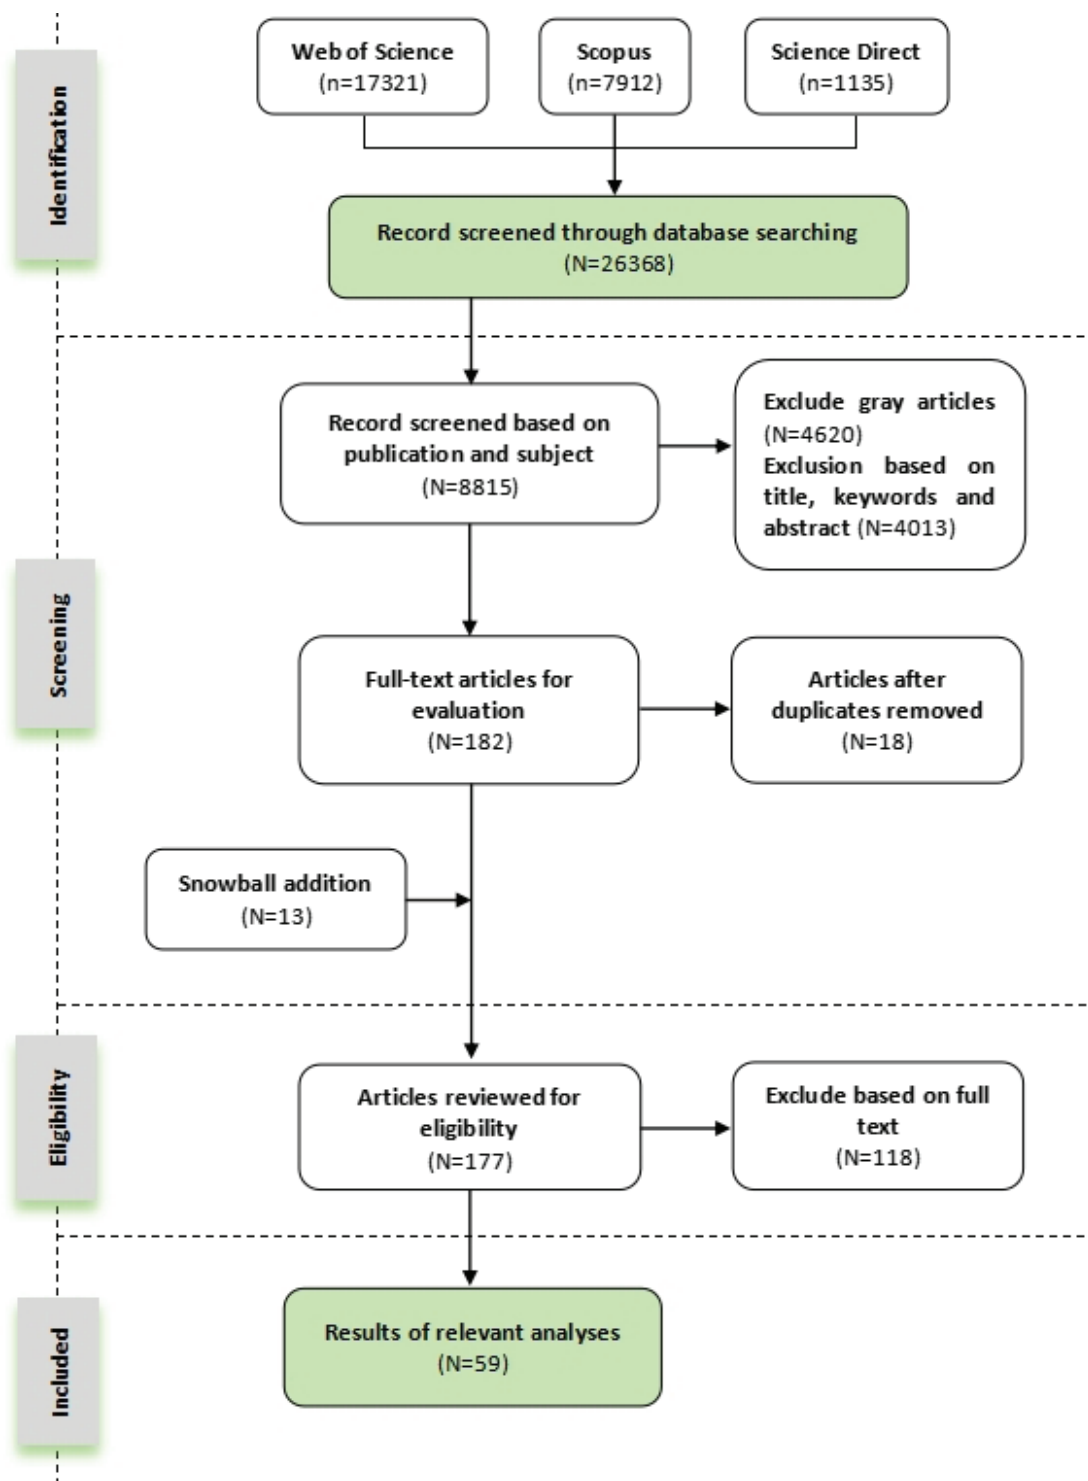 Identification
Web of Science
(n=17321)
Scopus
(n=7912)
Science Direct
(n=1135)
Record screened through database searching
(N=26368)
Screening
Record screened based on
publication and subject
(N=8815)
Exclude gray articles
(N=4620)
Exclusion based on
title, keywords and
abstract (N=4013)
Full-text articles for
evaluation
(N=182)
Articles after
duplicates removed
(N=18)
Snowball addition
(N=13)
Eligibility
Articles reviewed for
eligibility
(N=177)
Exclude based on full
text
(N=118)
Included
Results of relevant analyses
(N=59)